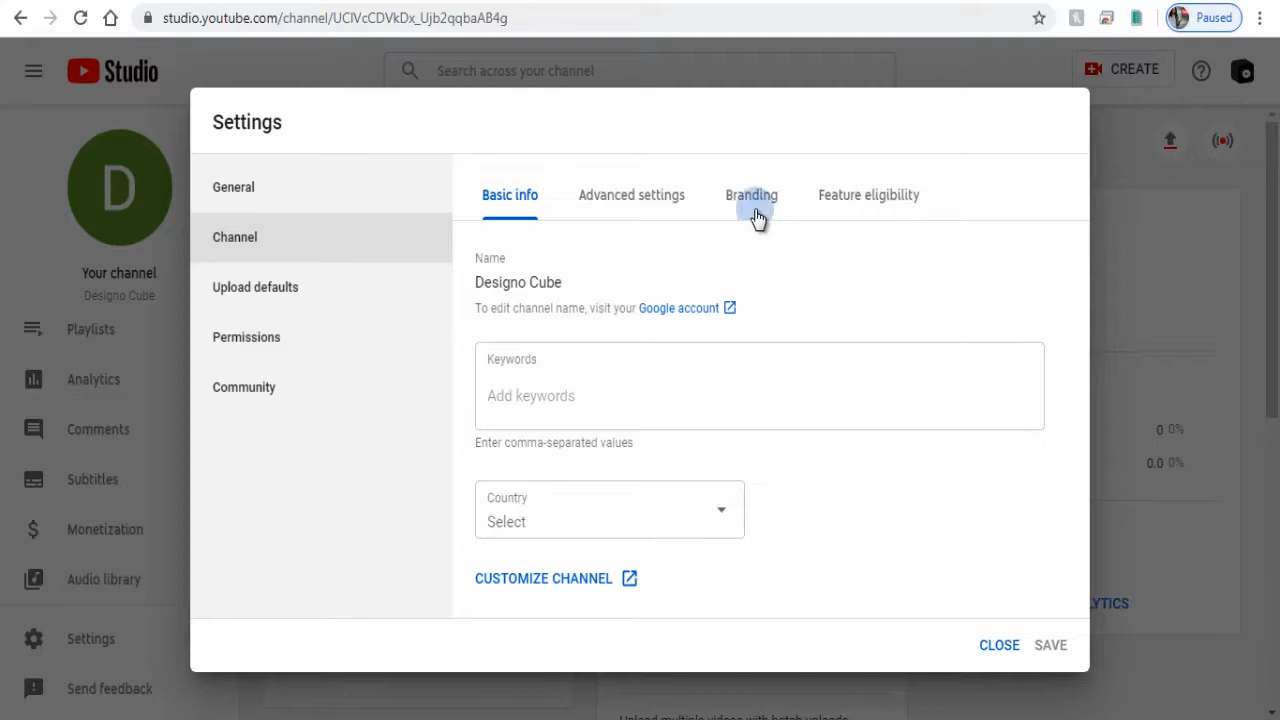 studio.youtube.com/channel/UClVcCDVkDx_Ujb2qqbaAB4g
Paused
Studio
Search across your channel
CREATE
Settings
D
Your channel
Designo Cube
Playlists
Analytics
Comments
Subtitles
Monetization
Audio library
Settings
Send feedback
General
Channel
Upload defaults
Permissions
Community
Basic info
Advanced settings
Branding
Feature eligibility
Name
Designo Cube
To edit channel name, visit your Google account
Keywords
Add keywords
Enter comma-separated values
Country
Select
CUSTOMIZE CHANNEL
CLOSE
SAVE
0 0%
0.0 0%
LYTICS
Upload multiple videos with batch uploads